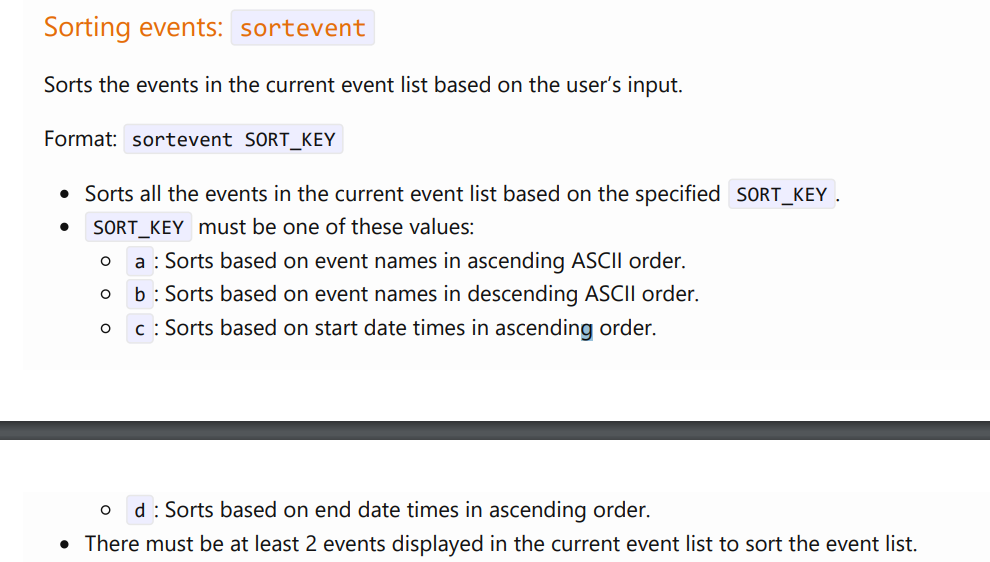 Sorting events: sortevent
Sorts the events in the current event list based on the user’s input.
Format: sortevent SORT_KEY
Sorts all the events in the current event list based on the specified SORT_KEY.
SORT_KEY must be one of these values:
a: Sorts based on event names in ascending ASCII order.
b: Sorts based on event names in descending ASCII order.
c: Sorts based on start date times in ascending order.
d: Sorts based on end date times in ascending order.
There must be at least 2 events displayed in the current event list to sort the event list.